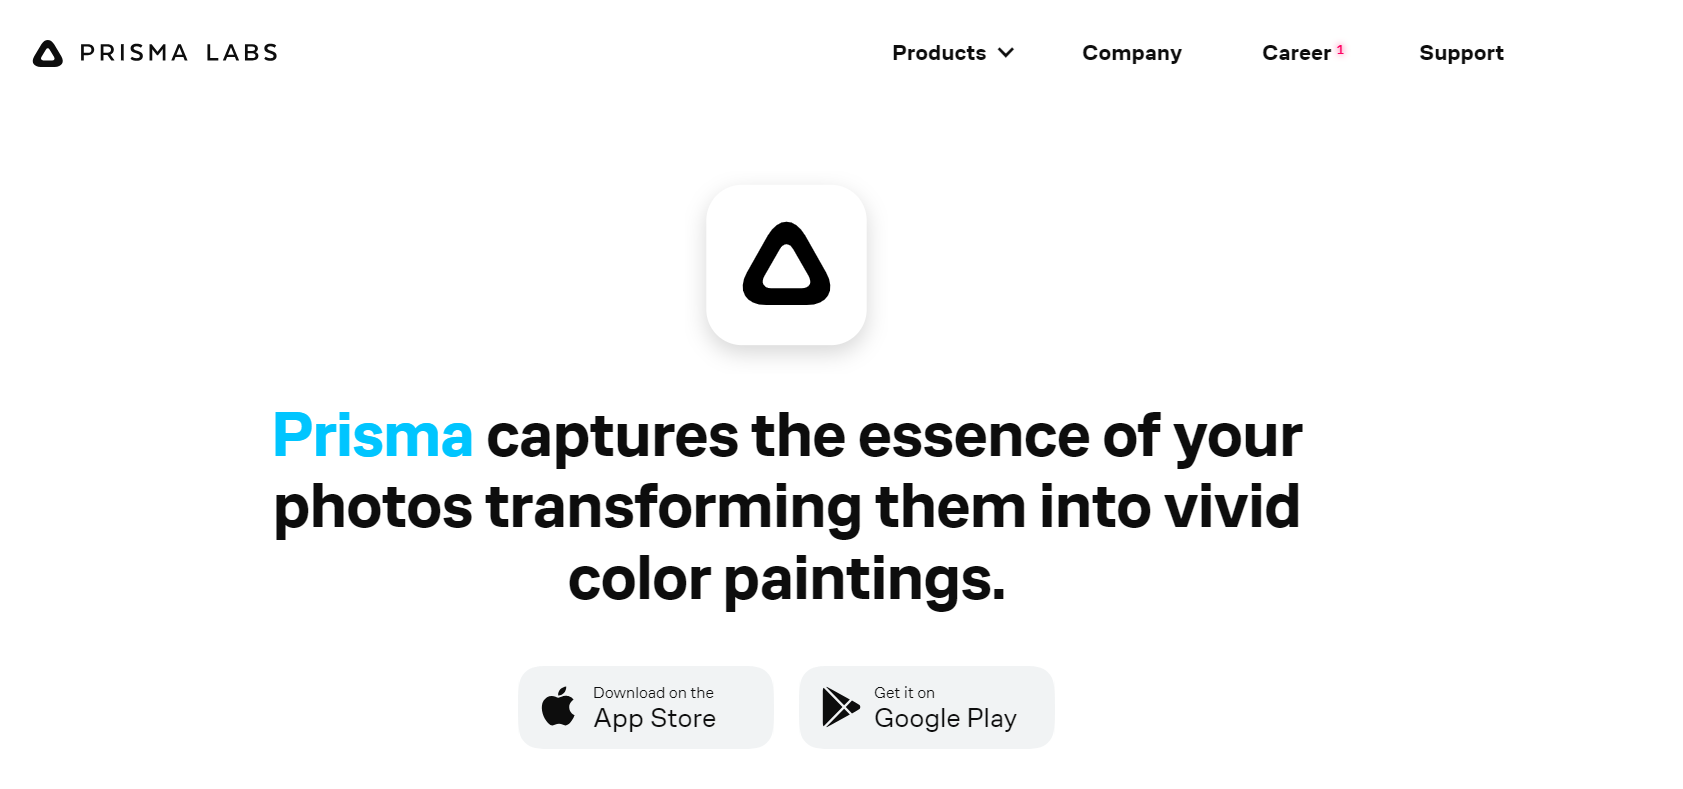 PRISMA LABS
Products
Company
Career 1
Support
Prisma captures the essence of your
photos transforming them into vivid
color paintings.
Download on the
App Store
Get it on
Google Play